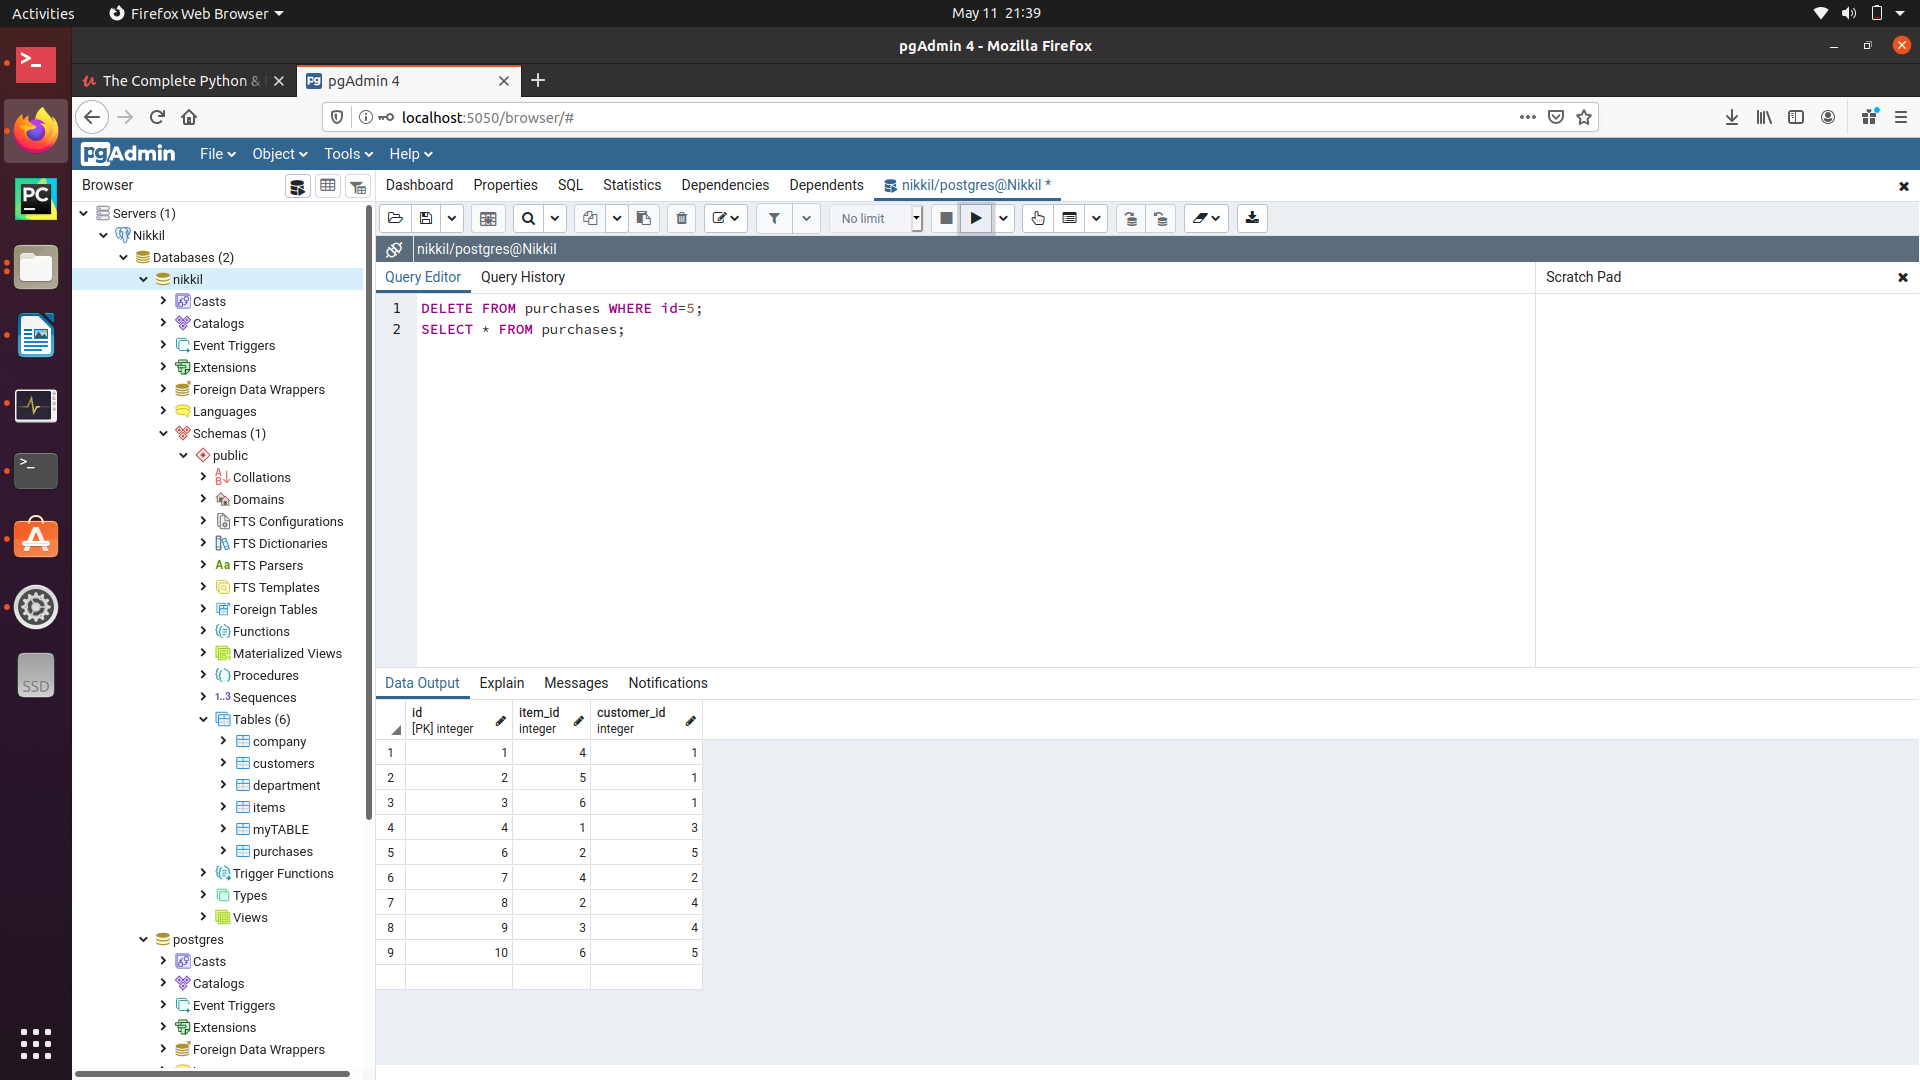 Activities
Firefox Web Browser
May 11 21:39
pgAdmin 4 - Mozilla Firefox
The Complete Python &
pgAdmin 4
localhost:5050/browser/#
pgAdmin
File
Object
Tools
Help
Browser
Dashboard
Properties
SQL
Statistics
Dependencies
Dependents
nikkil/postgres@Nikkil *
No limit
nikkil/postgres@Nikkil
Query Editor
Query History
Scratch Pad
1 DELETE FROM purchases WHERE id=5;
2 SELECT * FROM purchases;
Servers (1)
Nikkil
Databases (2)
nikkil
Casts
Catalogs
Event Triggers
Extensions
Foreign Data Wrappers
Languages
Schemas (1)
public
Collations
Domains
FTS Configurations
FTS Dictionaries
Aa FTS Parsers
FTS Templates
Foreign Tables
Functions
Materialized Views
Procedures
1..3 Sequences
Tables (6)
company
customers
department
items
myTABLE
purchases
Trigger Functions
Types
Views
postgres
Casts
Catalogs
Event Triggers
Extensions
Foreign Data Wrappers
PC
SSD
Data Output
Explain
Messages
Notifications
id item_id customer_id
[PK] integer integer integer
1 1 4 1
2 2 5 1
3 3 6 1
4 4 1 3
5 6 2 5
6 7 4 2
7 8 2 4
8 9 3 4
9 10 6 5